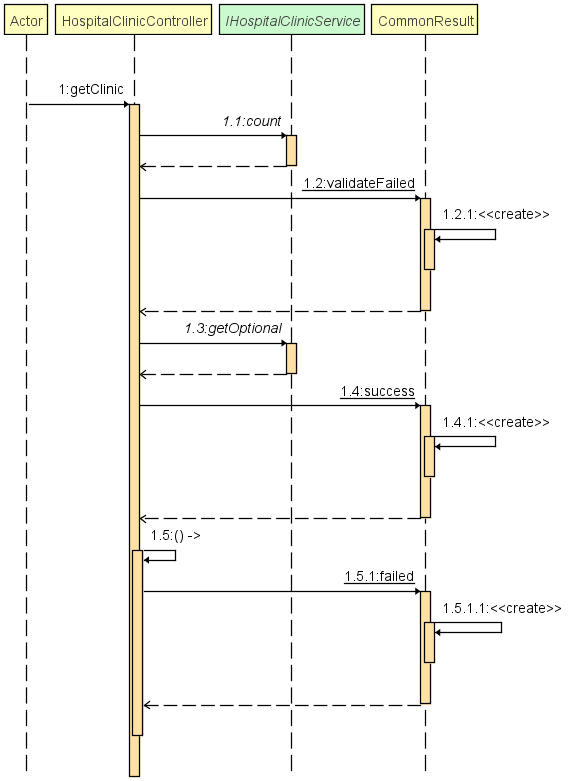 Actor HospitalClinicController IHospitalClinicService CommonResult
1:getClinic
1.1:count
1.2:validateFailed
1.2.1:<<create>>
1.3:getOptional
1.4:success
1.4.1:<<create>>
1.5:() ->
1.5.1:failed
1.5.1.1:<<create>>